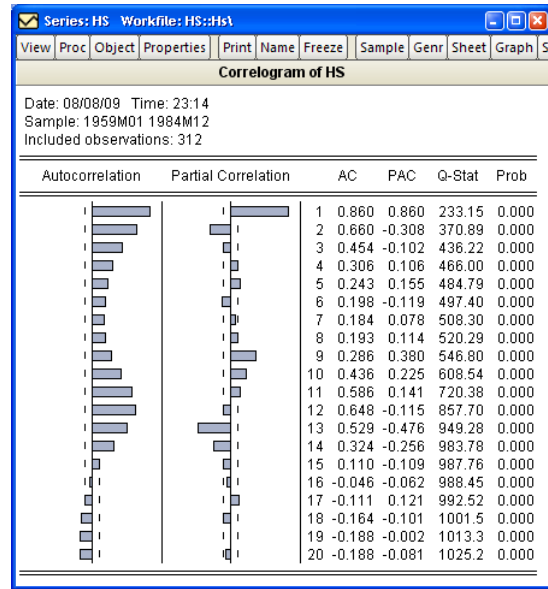 Series: HS Workfile: HS::Hs\
View Proc Object Properties Print Name Freeze Sample Genr Sheet Graph S
Correlogram of HS
Date: 08/08/09 Time: 23:14
Sample: 1959M01 1984M12
Included observations: 312
Autocorrelation Partial Correlation AC PAC Q-Stat Prob
1 0.860 0.860 233.15 0.000
2 0.660 -0.308 370.89 0.000
3 0.454 -0.102 436.22 0.000
4 0.306 0.106 466.00 0.000
5 0.243 0.155 484.79 0.000
6 0.198 -0.119 497.40 0.000
7 0.184 0.078 508.30 0.000
8 0.193 0.114 520.29 0.000
9 0.286 0.380 546.80 0.000
10 0.436 0.225 608.54 0.000
11 0.586 0.141 720.38 0.000
12 0.648 -0.115 857.70 0.000
13 0.529 -0.476 949.28 0.000
14 0.324 -0.256 983.78 0.000
15 0.110 -0.109 987.76 0.000
16 -0.046 -0.062 988.45 0.000
17 -0.111 0.121 992.52 0.000
18 -0.164 -0.101 1001.5 0.000
19 -0.188 -0.002 1013.3 0.000
20 -0.188 -0.081 1025.2 0.000